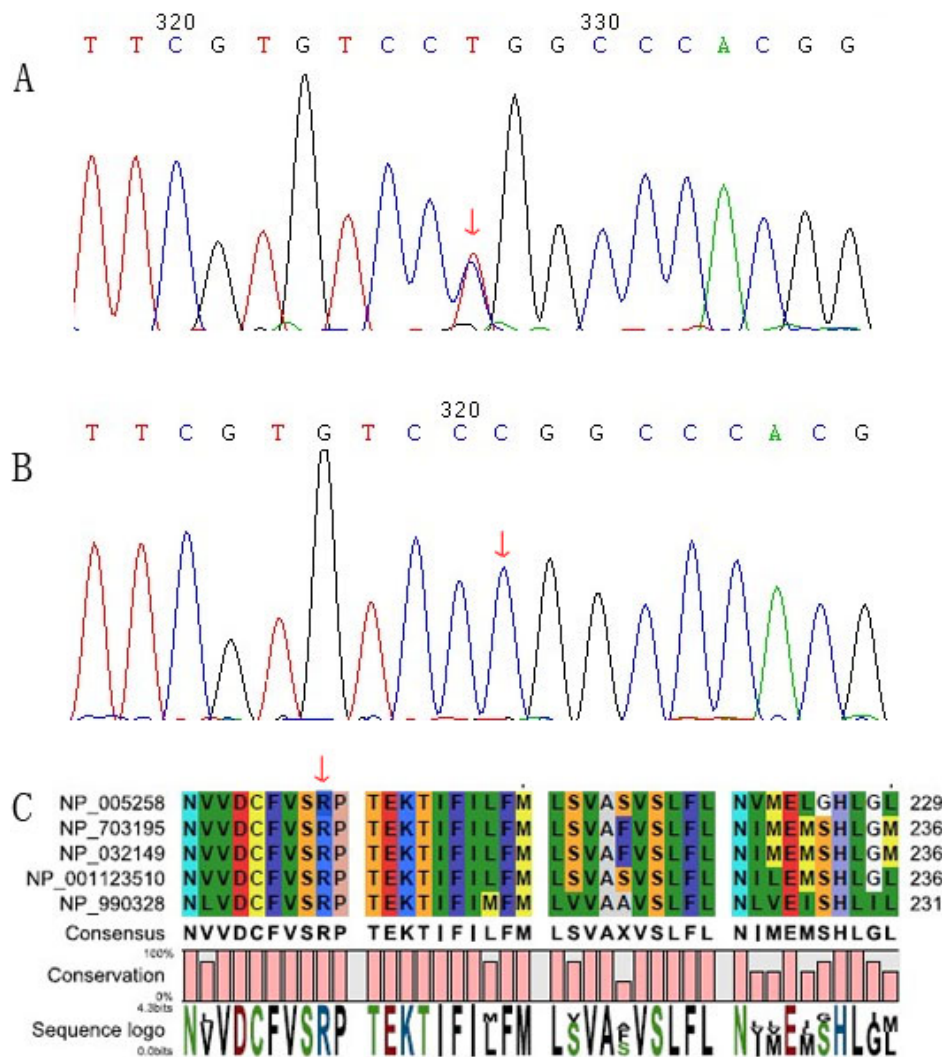 320 330
T T C G T G T C C T G G C C C A C G G
A
320
T T C G T G T C C C G G C C C A C G
B
C
NP_005258 NVVDCFVSRP TEKTIFILFM LSVASVSLFL NVMELGHLGL 229
NP_703195 NVVDCFVSRP TEKTIFILFM LSVAFVSLFL NIMEMSHLGM 236
NP_032149 NVVDCFVSRP TEKTIFILFM LSVAFVSLFL NIMEMSHLGM 236
NP_001123510 NVVDCFVSRP TEKTIFILFM LSVASVSLFL NILEMSHLGL 236
NP_990328 NLVDCFVSRP TEKTIFIMFM LVVAAVSLFL NLVEISHLIL 231
Consensus NVVDCFVSRP TEKTIFILFM LSVAXVSLFL NIMEMSHLGL
100%
Conservation
0%
4.3bits
Sequence logo
0.0bits